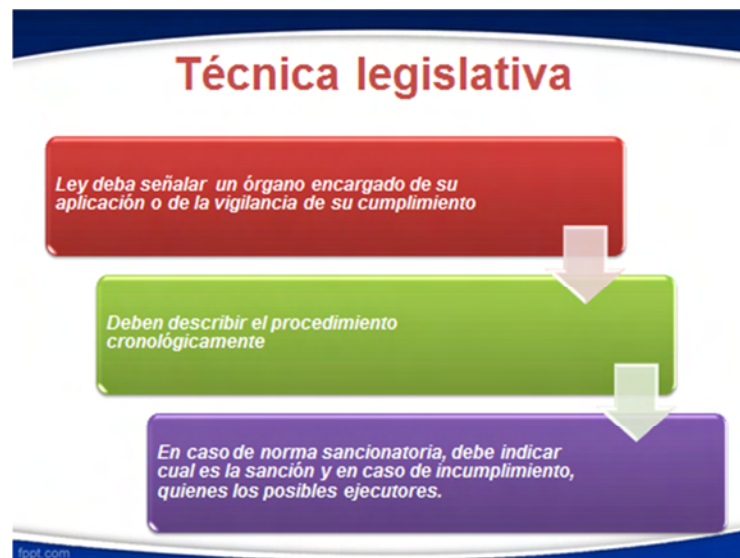 Técnica legislativa
Ley deba señalar un órgano encargado de su
aplicación o de la vigilancia de su cumplimiento
Deben describir el procedimiento
cronológicamente
En caso de norma sancionatoria, debe indicar
cual es la sanción y en caso de incumplimiento,
quienes los posibles ejecutores.
fppt.com